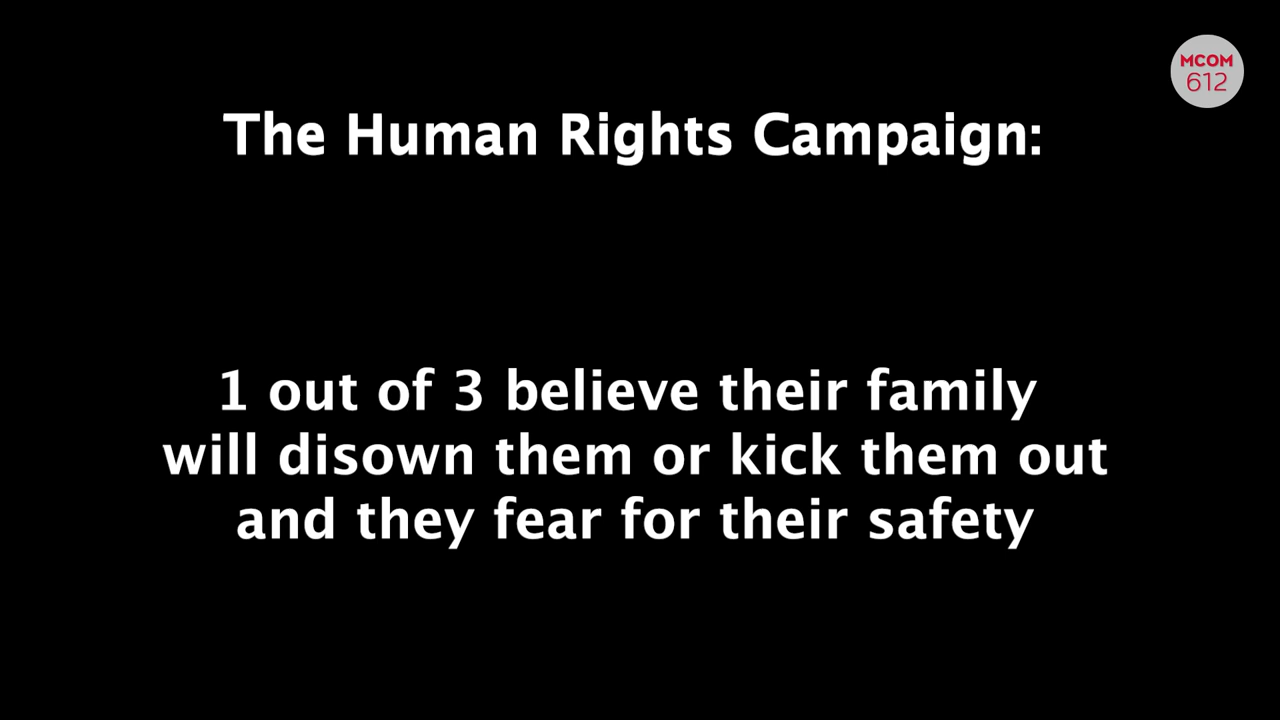 MCOM
612
The Human Rights Campaign:
1 out of 3 believe their family
will disown them or kick them out
and they fear for their safety